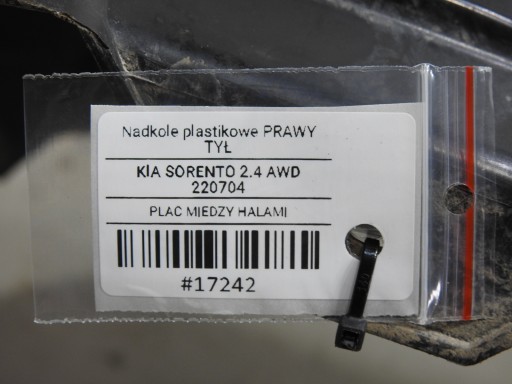 Nadkole plastikowe PRAWY
TYŁ
KIA SORENTO 2.4 AWD
220704
PLAC MIEDZY HALAMI
#17242